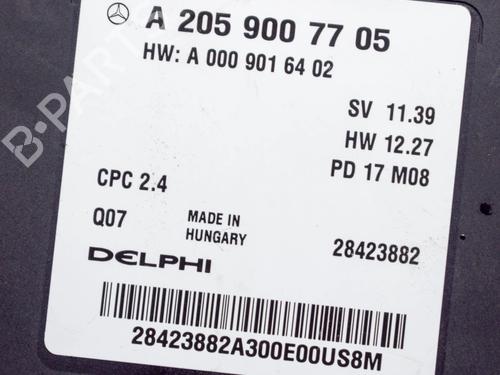 A 205 900 77 05
HW: A 000 901 64 02
SV 11.39
HW 12.27
PD 17 M08
CPC 2.4
Q07
MADE IN
HUNGARY
28423882
DELPHI
28423882A300E00US8M
B-PARTS